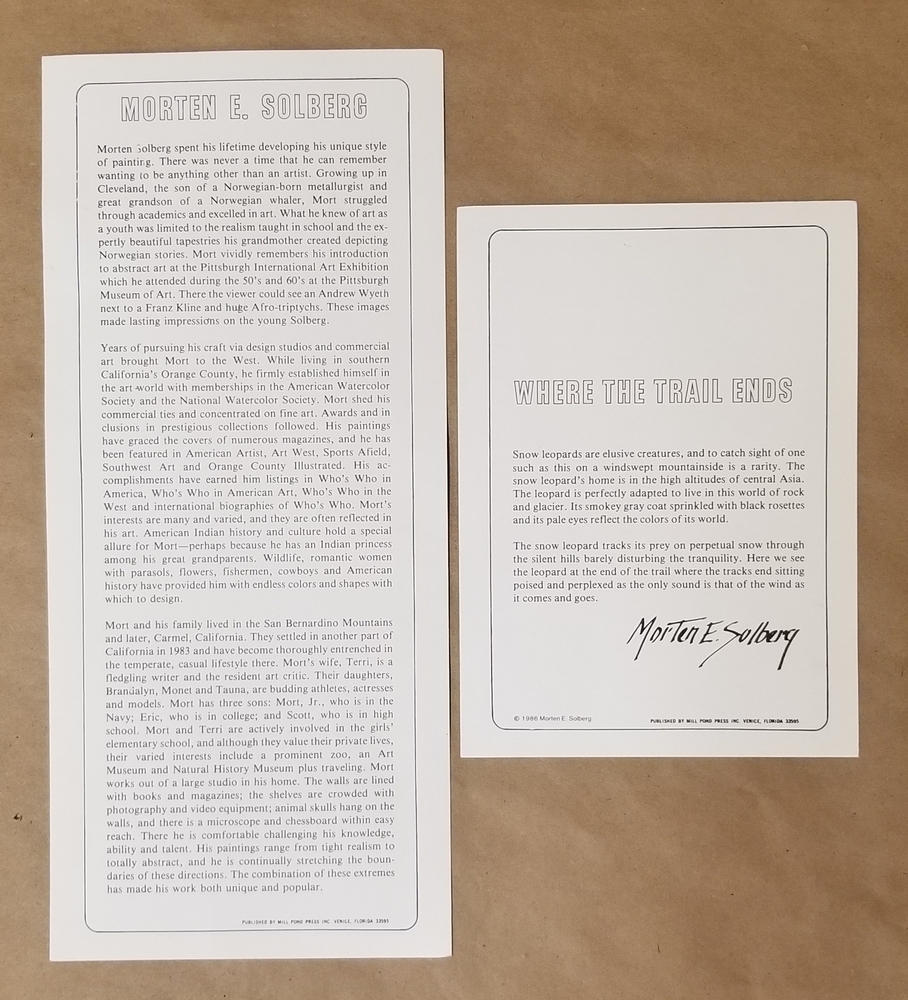 MORTEN E. SOLBERG
Morten Solberg spent his lifetime developing his unique style
of painting. There was never a time that he can remember
wanting to be anything other than an artist. Growing up in
Cleveland, the son of a Norwegian-born metallurgist and
great grandson of a Norwegian whaler, Mort struggled
through academics and excelled in art. What he knew of art as
a youth was limited to the realism taught in school and the ex-
pertly beautiful tapestries his grandmother created depicting
Norwegian stories. Mort vividly remembers his introduction
to abstract art at the Pittsburgh International Art Exhibition
which he attended during the 50's and 60's at the Pittsburgh
Museum of Art. There the viewer could see an Andrew Wyeth
next to a Franz Kline and huge Afro-triptychs. These images
made lasting impressions on the young Solberg.
Years of pursuing his craft via design studios and commercial
art brought Mort to the West. While living in southern
California's Orange County, he firmly established himself in
the art world with memberships in the American Watercolor
Society and the National Watercolor Society. Mort shed his
commercial ties and concentrated on fine art. Awards and in
clusions in prestigious collections followed. His paintings
have graced the covers of numerous magazines, and he has
been featured in American Artist, Art West, Sports Afield,
Southwest Art and Orange County Illustrated. His ac-
complishments have earned him listings in Who's Who in
America, Who's Who in American Art, Who's Who in the
West and international biographies of Who's Who. Mort's
interests are many and varied, and they are often reflected in
his art. American Indian history and culture hold a special
allure for Mort—perhaps because he has an Indian princess
among his great grandparents. Wildlife, romantic women
with parasols, flowers, fishermen, cowboys and American
history have provided him with endless colors and shapes with
which to design.
Mort and his family lived in the San Bernardino Mountains
and later, Carmel, California. They settled in another part of
California in 1983 and have become thoroughly entrenched in
the temperate, casual lifestyle there. Mort's wife, Terri, is a
fledgling writer and the resident art critic. Their daughters,
Brandalyn, Monet and Tauna, are budding athletes, actresses
and models. Mort has three sons: Mort, Jr., who is in the
Navy; Eric, who is in college; and Scott, who is in high
school. Mort and Terri are actively involved in the girls'
elementary school, and although they value their private lives,
their varied interests include a prominent zoo, an Art
Museum and Natural History Museum plus traveling. Mort
works out of a large studio in his home. The walls are lined
with books and magazines; the shelves are crowded with
photography and video equipment; animal skulls hang on the
walls, and there is a microscope and chessboard within easy
reach. There he is comfortable challenging his knowledge,
ability and talent. His paintings range from tight realism to
totally abstract, and he is continually stretching the boun-
daries of these directions. The combination of these extremes
has made his work both unique and popular.
PUBLISHED BY MILL POND PRESS INC. VENICE, FLORIDA 33595
WHERE THE TRAIL ENDS
Snow leopards are elusive creatures, and to catch sight of one
such as this on a windswept mountainside is a rarity. The
snow leopard's home is in the high altitudes of central Asia.
The leopard is perfectly adapted to live in this world of rock
and glacier. Its smokey gray coat sprinkled with black rosettes
and its pale eyes reflect the colors of its world.
The snow leopard tracks its prey on perpetual snow through
the silent hills barely disturbing the tranquility. Here we see
the leopard at the end of the trail where the tracks end sitting
poised and perplexed as the only sound is that of the wind as
it comes and goes.
Morten E. Solberg
© 1986 Morten E. Solberg
PUBLISHED BY MILL POND PRESS INC. VENICE, FLORIDA 33595